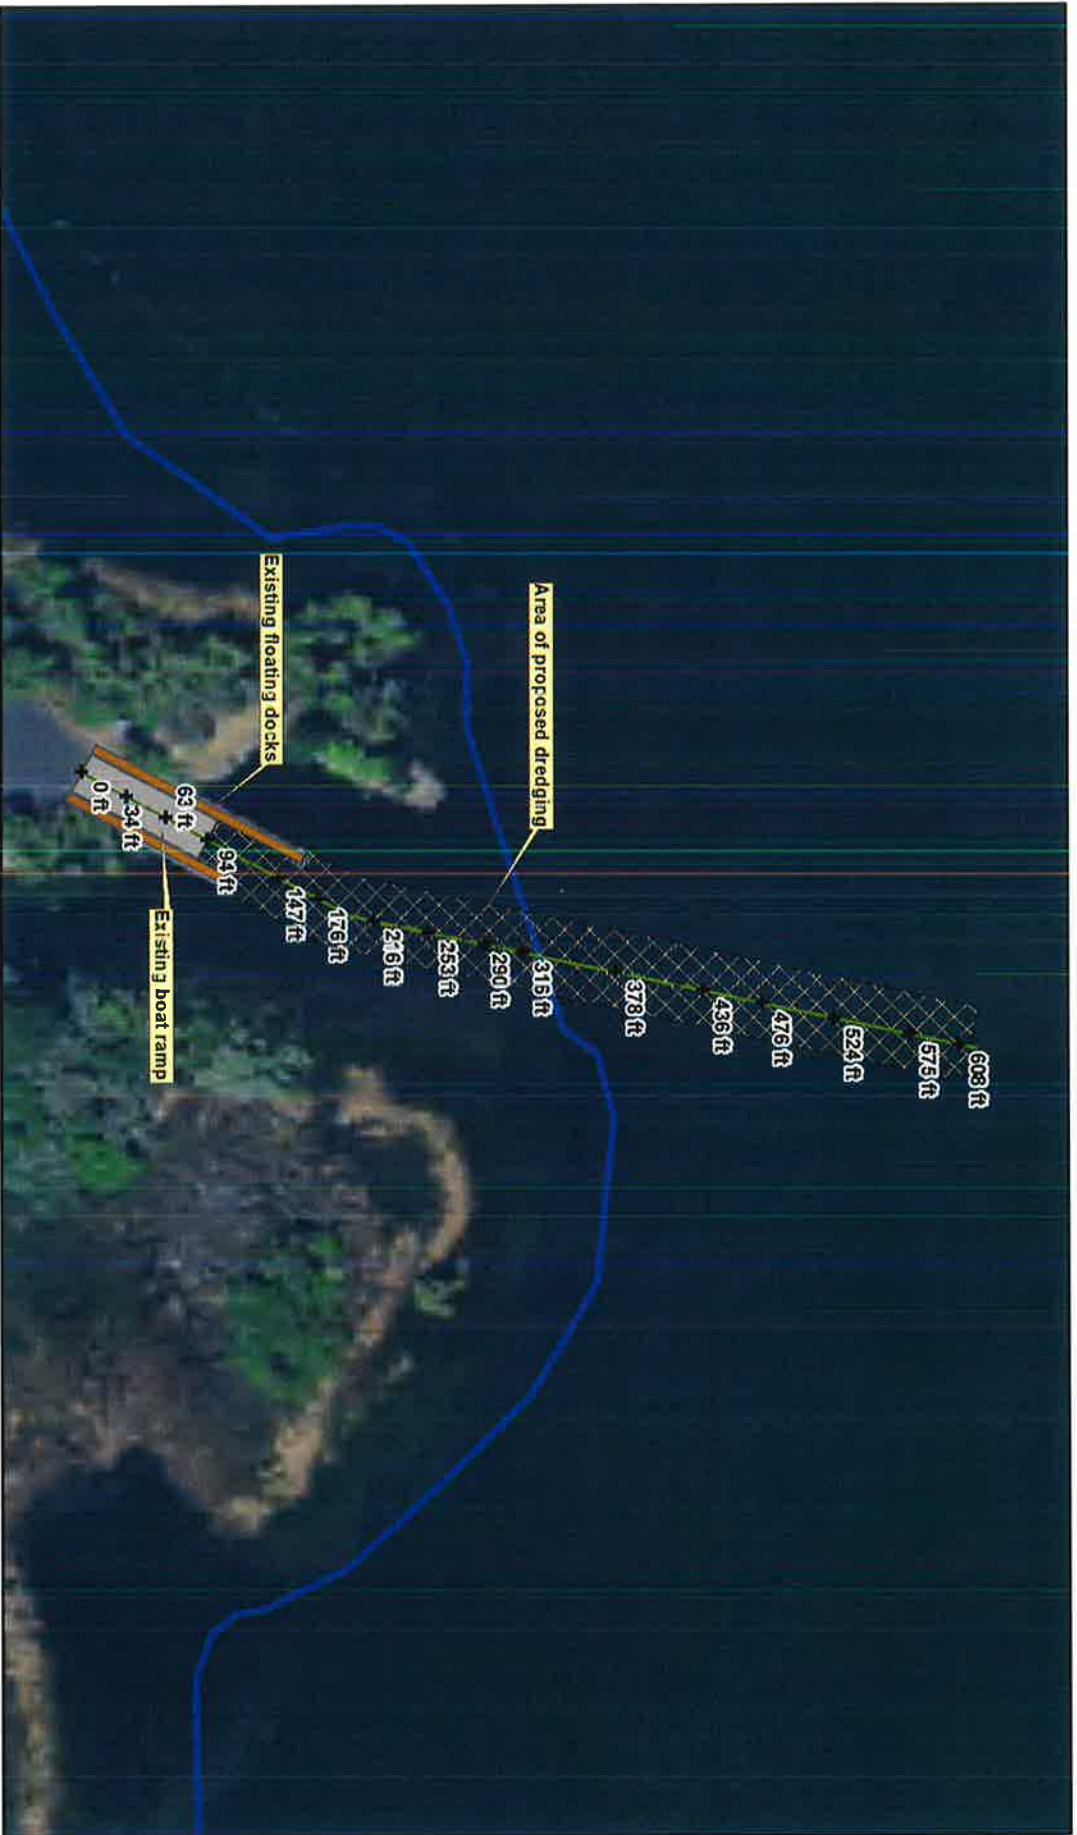 Area of proposed dredging
Existing floating docks
Existing boat ramp
0 ft
34 ft
63 ft
94 ft
147 ft
176 ft
216 ft
253 ft
290 ft
316 ft
378 ft
436 ft
476 ft
524 ft
575 ft
608 ft